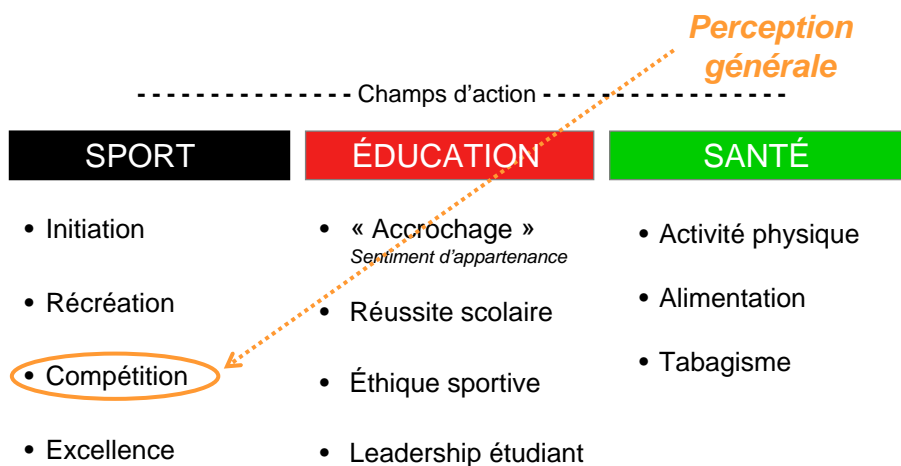 Perception
générale
- - - - - - - - - - - - - - Champs d'action - - - - - - - - - - - - - - - -
SPORT
• Initiation
• Récréation
• Compétition
• Excellence
ÉDUCATION
• « Accrochage »
Sentiment d'appartenance
• Réussite scolaire
• Éthique sportive
• Leadership étudiant
SANTÉ
• Activité physique
• Alimentation
• Tabagisme